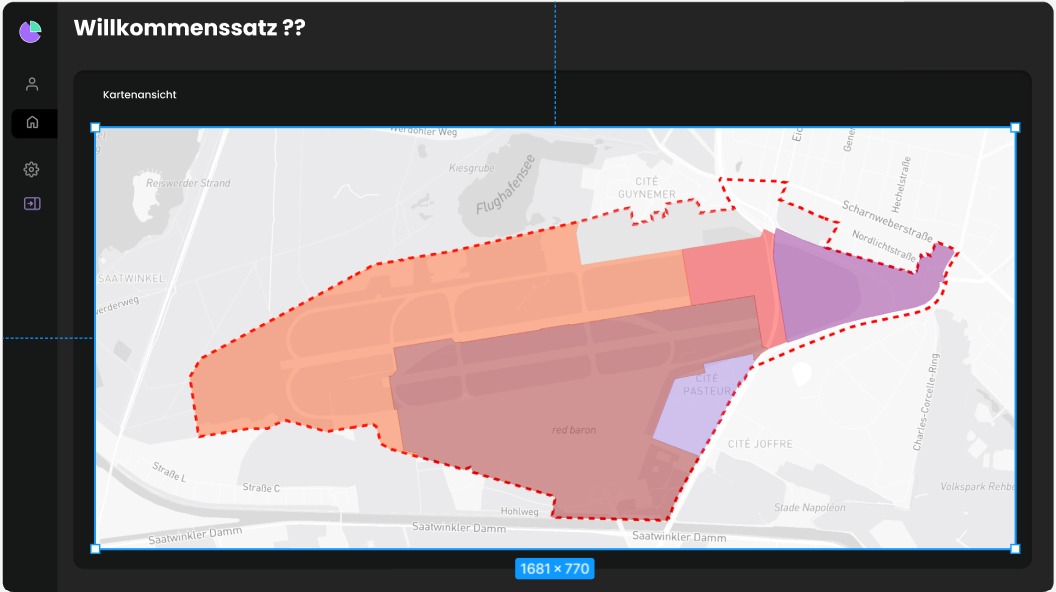 Willkommenssatz ??
Kartenansicht
Werdohler Weg
Kiesgrube
Flughafensee
CITÉ
GUYNEMER
Reiswerder Strand
Hechelstraße
Scharnweberstraße
Nordlichtstraße
SAATWINKEL
werderweg
CITÉ
PASTEUR
red baron
CITÉ JOFFRE
Charles-Corcelle-Ring
Straße L
Straße C
Volkspark Rehbe
Hohlweg
Stade Napoléon
Saatwinkler Damm
Saatwinkler Damm
Saatwinkler Damm
1681 × 770